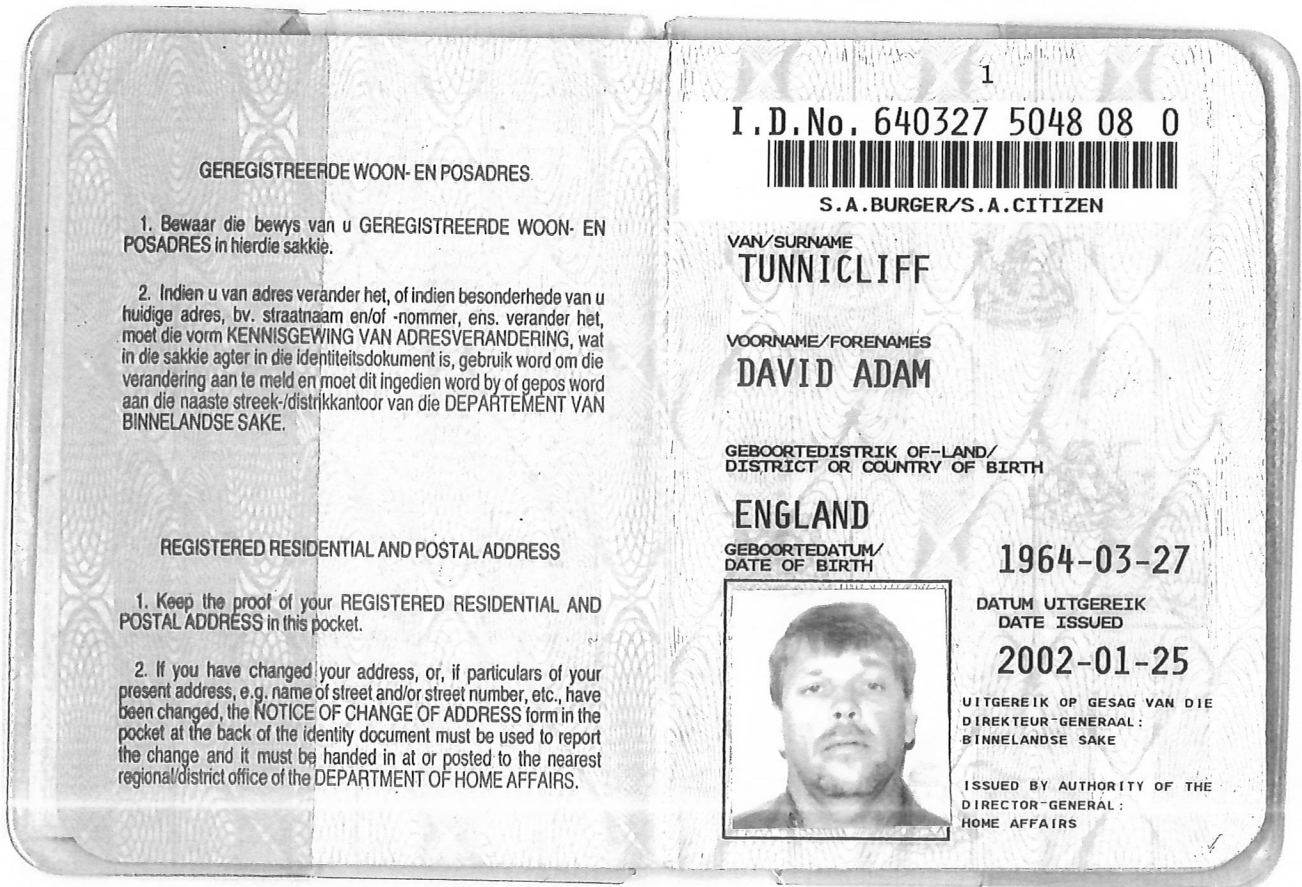 GEREGISTREERDE WOON- EN POSADRES
1. Bewaar die bewys van u GEREGISTREERDE WOON- EN
POSADRES in hierdie sakkie.
2. Indien u van adres verander het, of indien besonderhede van u
huidige adres, bv. straatnaam en/of -nommer, ens. verander het,
moet die vorm KENNISGEWING VAN ADRESVERANDERING, wat
in die sakkie agter in die identiteitsdokument is, gebruik word om die
verandering aan te meld en moet dit ingedien word by of gepos word
aan die naaste streek-/distrikkantoor van die DEPARTEMENT VAN
BINNELANDSE SAKE.
REGISTERED RESIDENTIAL AND POSTAL ADDRESS
1. Keep the proof of your REGISTERED RESIDENTIAL AND
POSTAL ADDRESS in this pocket.
2. If you have changed your address, or, if particulars of your
present address, e.g. name of street and/or street number, etc., have
been changed, the NOTICE OF CHANGE OF ADDRESS form in the
pocket at the back of the identity document must be used to report
the change and it must be handed in at or posted to the nearest
regional/district office of the DEPARTMENT OF HOME AFFAIRS.
1
I.D.No. 640327 5048 08 0
S.A.BURGER/S.A.CITIZEN
VAN/SURNAME
TUNNICLIFF
VOORNAME/FORENAMES
DAVID ADAM
GEBOORTEDISTRIK OF-LAND/
DISTRICT OR COUNTRY OF BIRTH
ENGLAND
GEBOORTEDATUM/
DATE OF BIRTH
1964-03-27
DATUM UITGEREIK
DATE ISSUED
2002-01-25
UITGEREIK OP GESAG VAN DIE
DIREKTEUR-GENERAAL:
BINNELANDSE SAKE
ISSUED BY AUTHORITY OF THE
DIRECTOR-GENERAL:
HOME AFFAIRS